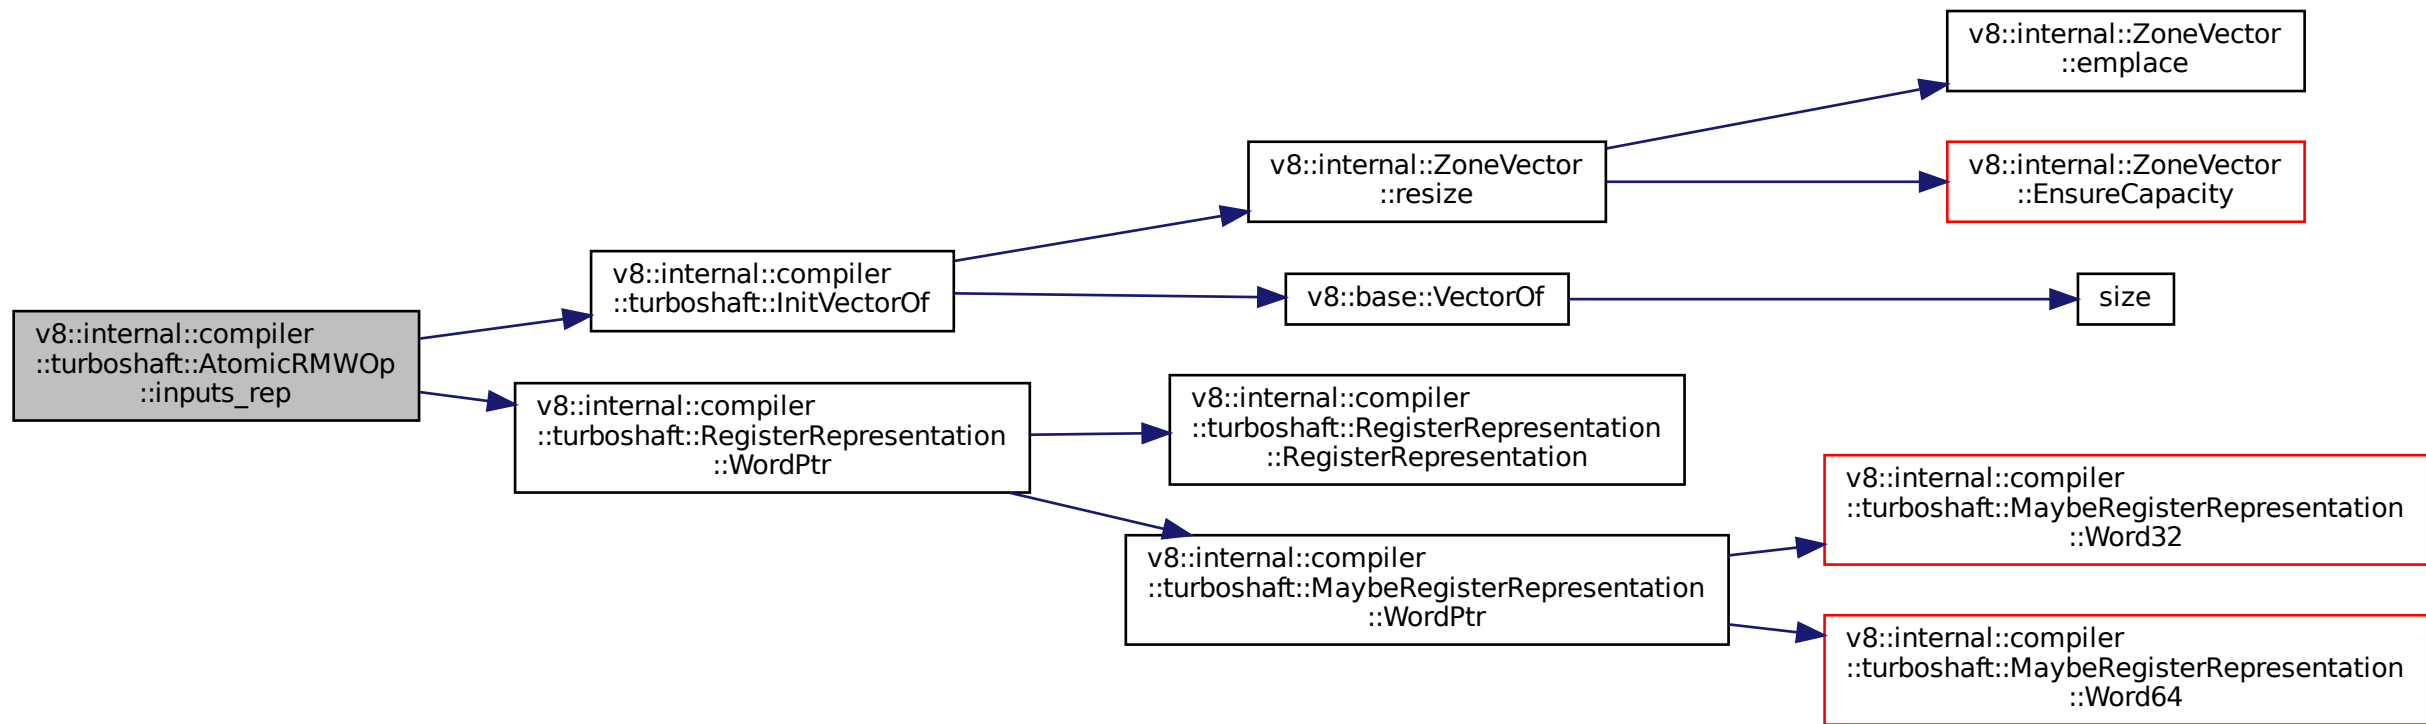 v8::internal::compiler
::turboshaft::AtomicRMWOp
::inputs_rep
v8::internal::compiler
::turboshaft::InitVectorOf
v8::internal::ZoneVector
::resize
v8::internal::ZoneVector
::emplace
v8::internal::ZoneVector
::EnsureCapacity
v8::base::VectorOf
size
v8::internal::compiler
::turboshaft::RegisterRepresentation
::WordPtr
v8::internal::compiler
::turboshaft::RegisterRepresentation
::RegisterRepresentation
v8::internal::compiler
::turboshaft::MaybeRegisterRepresentation
::WordPtr
v8::internal::compiler
::turboshaft::MaybeRegisterRepresentation
::Word32
v8::internal::compiler
::turboshaft::MaybeRegisterRepresentation
::Word64